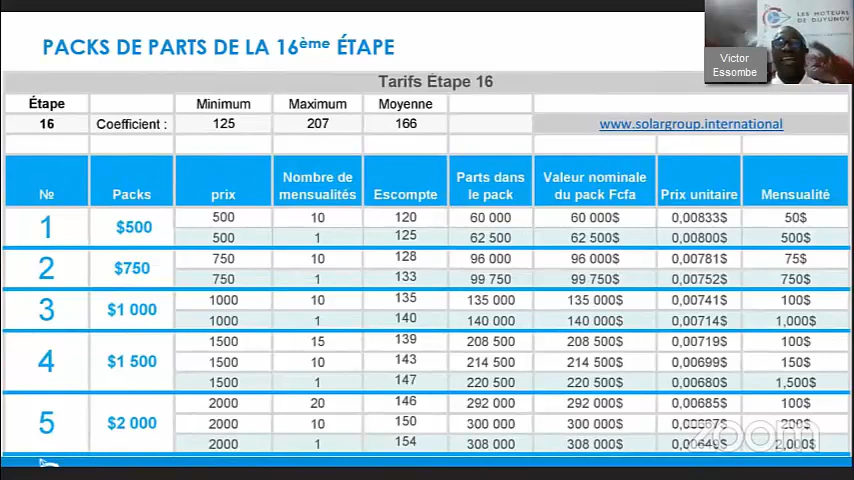 LES MOTEURS
DE DUYUNOV
PACKS DE PARTS DE LA 16ème ÉTAPE
Victor
Essombe
Tarifs Étape 16
Étape Minimum Maximum Moyenne
16 Coefficient : 125 207 166 www.solargroup.international
№ Packs prix Nombre de mensualités Escompte Parts dans le pack Valeur nominale du pack Fcfa Prix unitaire Mensualité
1 $500
500 10 120 60 000 60 000$ 0,00833$ 50$
500 1 125 62 500 62 500$ 0,00800$ 500$
2 $750
750 10 128 96 000 96 000$ 0,00781$ 75$
750 1 133 99 750 99 750$ 0,00752$ 750$
3 $1 000
1000 10 135 135 000 135 000$ 0,00741$ 100$
1000 1 140 140 000 140 000$ 0,00714$ 1,000$
4 $1 500
1500 15 139 208 500 208 500$ 0,00719$ 100$
1500 10 143 214 500 214 500$ 0,00699$ 150$
1500 1 147 220 500 220 500$ 0,00680$ 1,500$
5 $2 000
2000 20 146 292 000 292 000$ 0,00685$ 100$
2000 10 150 300 000 300 000$ 0,00667$ 200$
2000 1 154 308 000 308 000$ 0,00649$ 2,000$
zoom